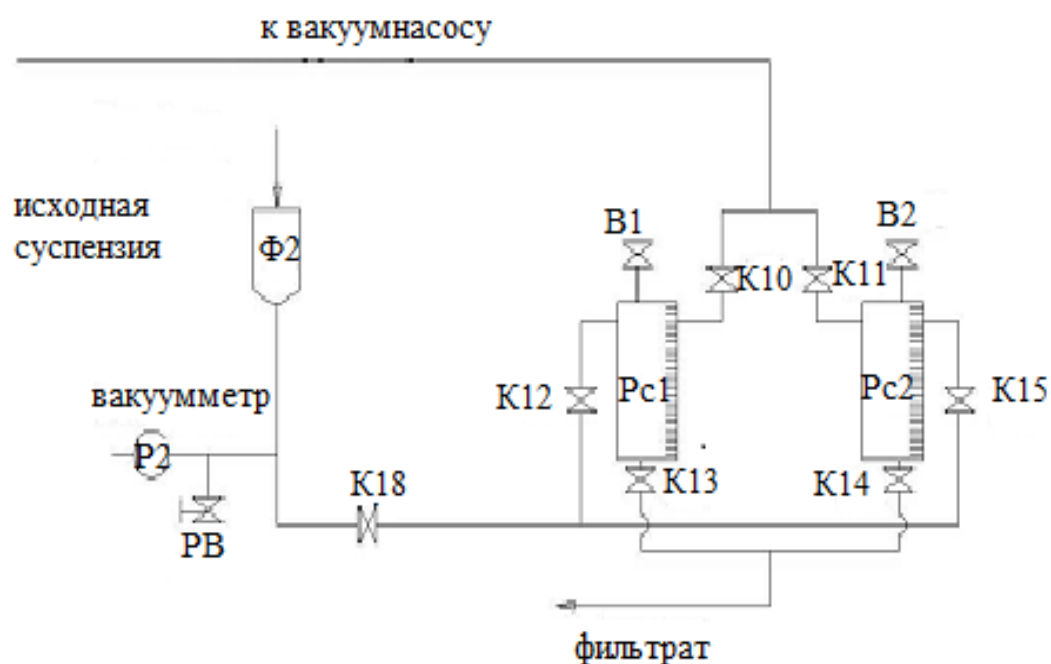 к вакуумнасосу
исходная
суспензия
Ф2
В1
В2
К10
К11
Рс1
Рс2
К12
К15
вакуумметр
Р2
К18
К13
К14
РВ
фильтрат